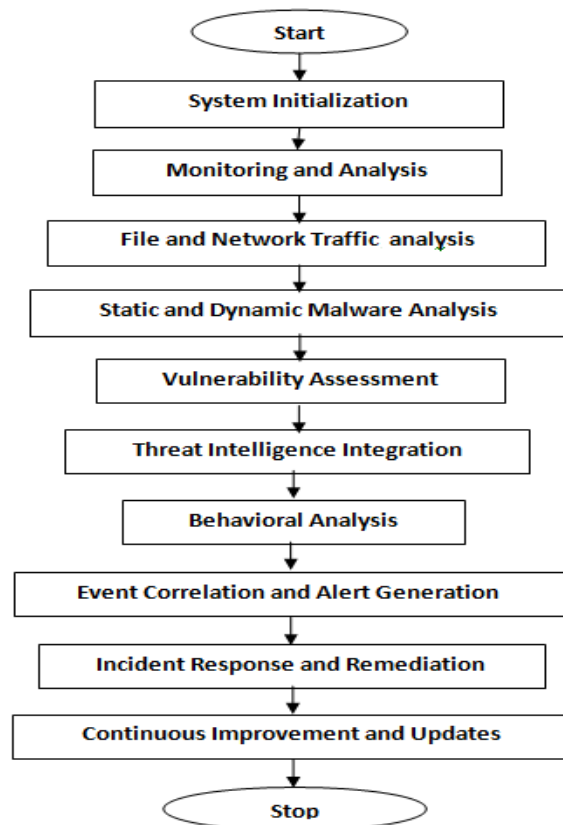 Start
System Initialization
Monitoring and Analysis
File and Network Traffic analysis
Static and Dynamic Malware Analysis
Vulnerability Assessment
Threat Intelligence Integration
Behavioral Analysis
Event Correlation and Alert Generation
Incident Response and Remediation
Continuous Improvement and Updates
Stop